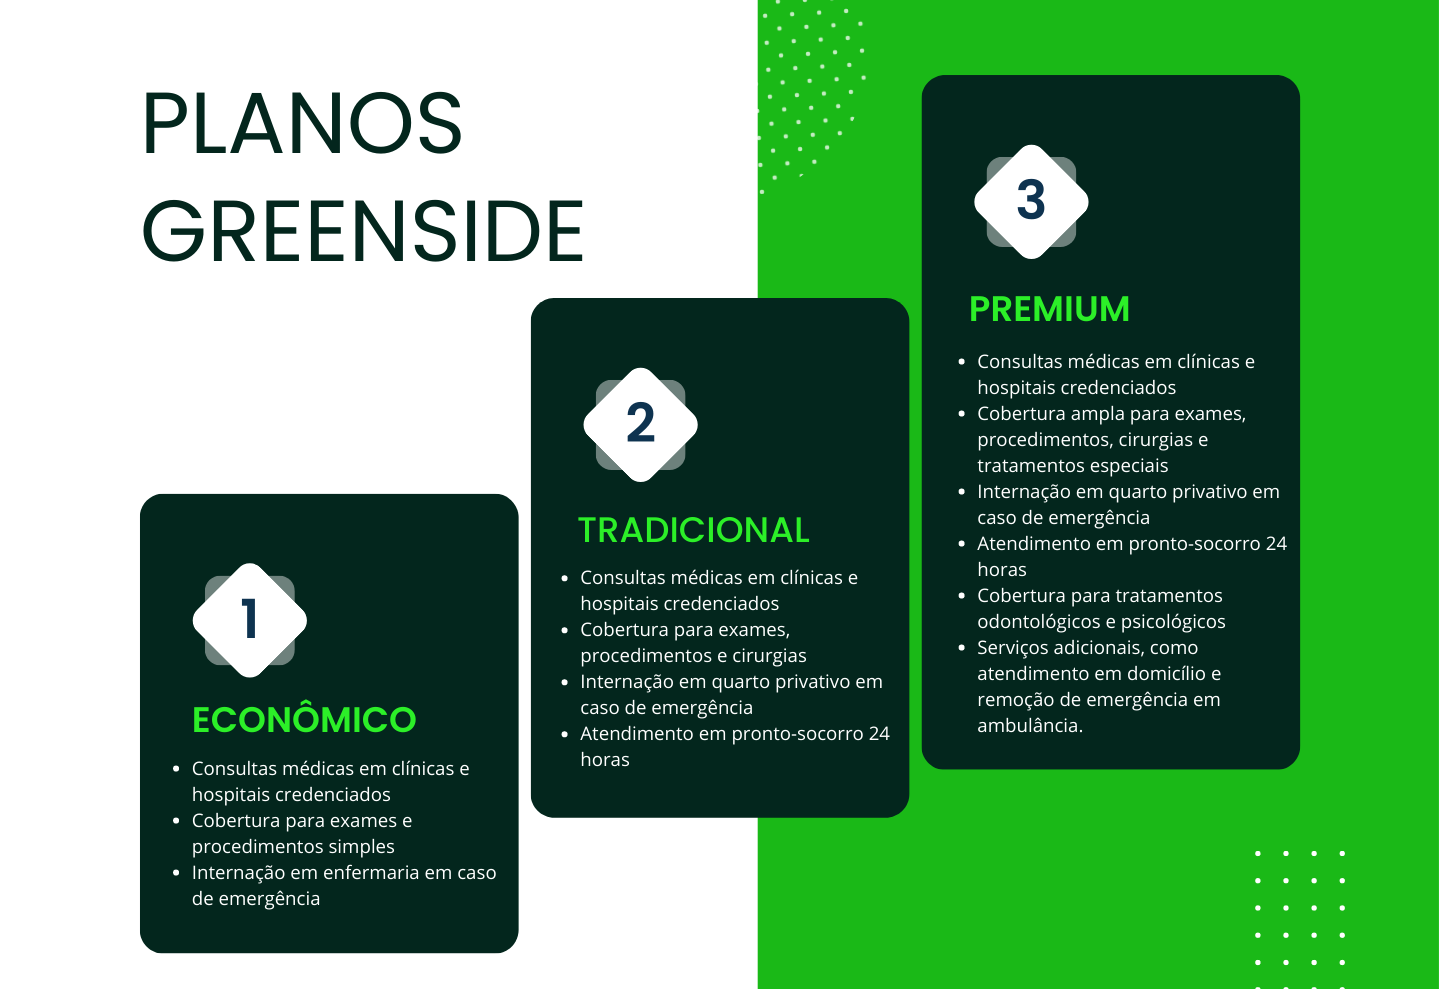 PLANOS
GREENSIDE
1
ECONÔMICO
• Consultas médicas em clínicas e
hospitais credenciados
• Cobertura para exames e
procedimentos simples
• Internação em enfermaria em caso
de emergência
2
TRADICIONAL
• Consultas médicas em clínicas e
hospitais credenciados
• Cobertura para exames,
procedimentos e cirurgias
• Internação em quarto privativo em
caso de emergência
• Atendimento em pronto-socorro 24
horas
3
PREMIUM
• Consultas médicas em clínicas e
hospitais credenciados
• Cobertura ampla para exames,
procedimentos, cirurgias e
tratamentos especiais
• Internação em quarto privativo em
caso de emergência
• Atendimento em pronto-socorro 24
horas
• Cobertura para tratamentos
odontológicos e psicológicos
• Serviços adicionais, como
atendimento em domicílio e
remoção de emergência em
ambulância.